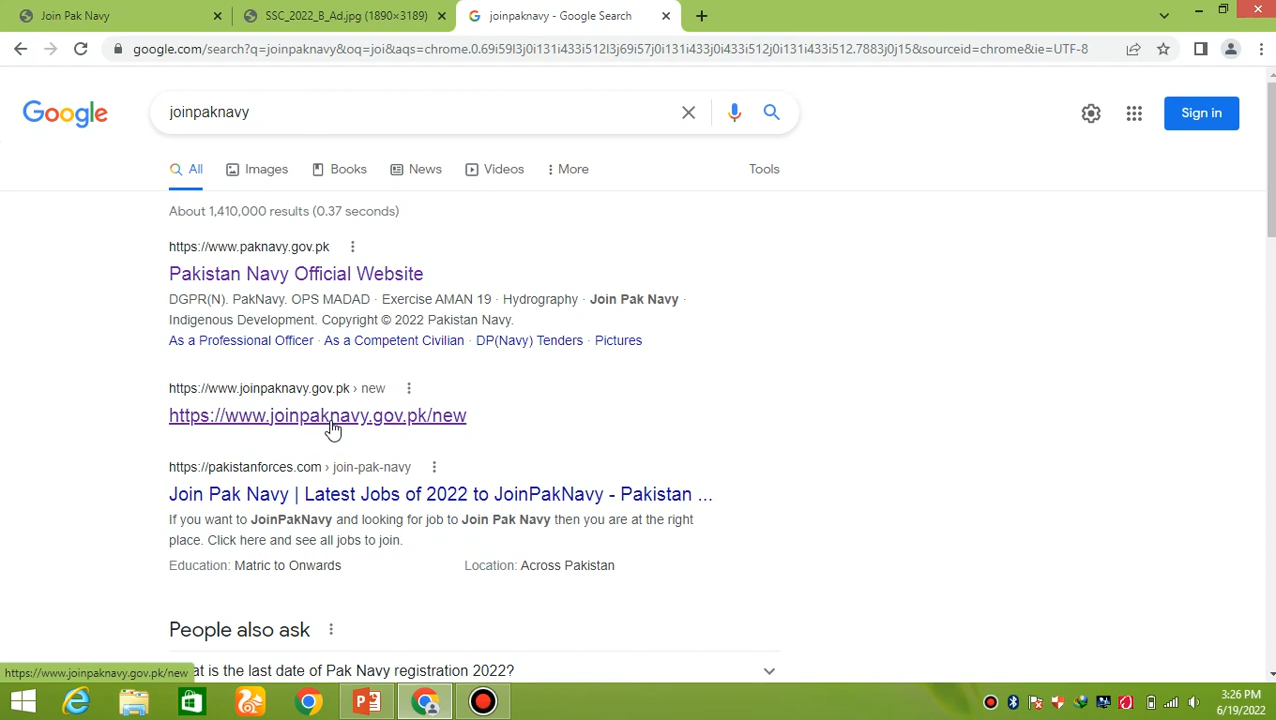 Join Pak Navy
SSC_2022_B_Ad.jpg (1890×3189)
joinpaknavy - Google Search
google.com/search?q=joinpaknavy&oq=joi&aqs=chrome.0.69i59l3j0i131i433i512l3j69i57j0i131i433j0i433i512j0i131i433i512.7883j0j15&sourceid=chrome&ie=UTF-8
Google
joinpaknavy
Sign in
All
Images
Books
News
Videos
More
Tools
About 1,410,000 results (0.37 seconds)
https://www.paknavy.gov.pk
Pakistan Navy Official Website
DGPR(N). PakNavy. OPS MADAD · Exercise AMAN 19 · Hydrography · Join Pak Navy ·
Indigenous Development. Copyright © 2022 Pakistan Navy.
As a Professional Officer · As a Competent Civilian · DP(Navy) Tenders · Pictures
https://www.joinpaknavy.gov.pk › new
https://www.joinpaknavy.gov.pk/new
https://pakistanforces.com › join-pak-navy
Join Pak Navy | Latest Jobs of 2022 to JoinPakNavy - Pakistan ...
If you want to JoinPakNavy and looking for job to Join Pak Navy then you are at the right
place. Click here and see all jobs to join.
Education: Matric to Onwards
Location: Across Pakistan
People also ask
at is the last date of Pak Navy registration 2022?
https://www.joinpaknavy.gov.pk/new
3:26 PM
6/19/2022